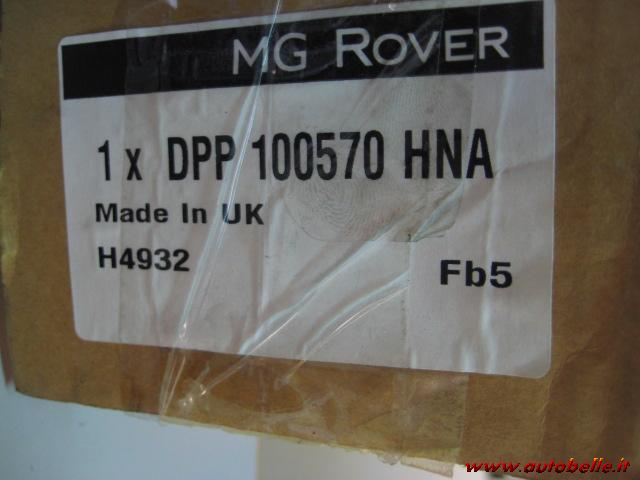 MG ROVER
1 x DPP 100570 HNA
Made In UK
H4932
Fb5
www.autobelle.it